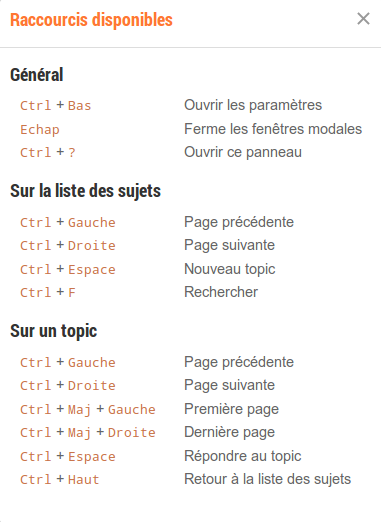 Raccourcis disponibles ×
Général
Ctrl + Bas Ouvrir les paramètres
Echap Ferme les fenêtres modales
Ctrl + ? Ouvrir ce panneau
Sur la liste des sujets
Ctrl + Gauche Page précédente
Ctrl + Droite Page suivante
Ctrl + Espace Nouveau topic
Ctrl + F Rechercher
Sur un topic
Ctrl + Gauche Page précédente
Ctrl + Droite Page suivante
Ctrl + Maj + Gauche Première page
Ctrl + Maj + Droite Dernière page
Ctrl + Espace Répondre au topic
Ctrl + Haut Retour à la liste des sujets